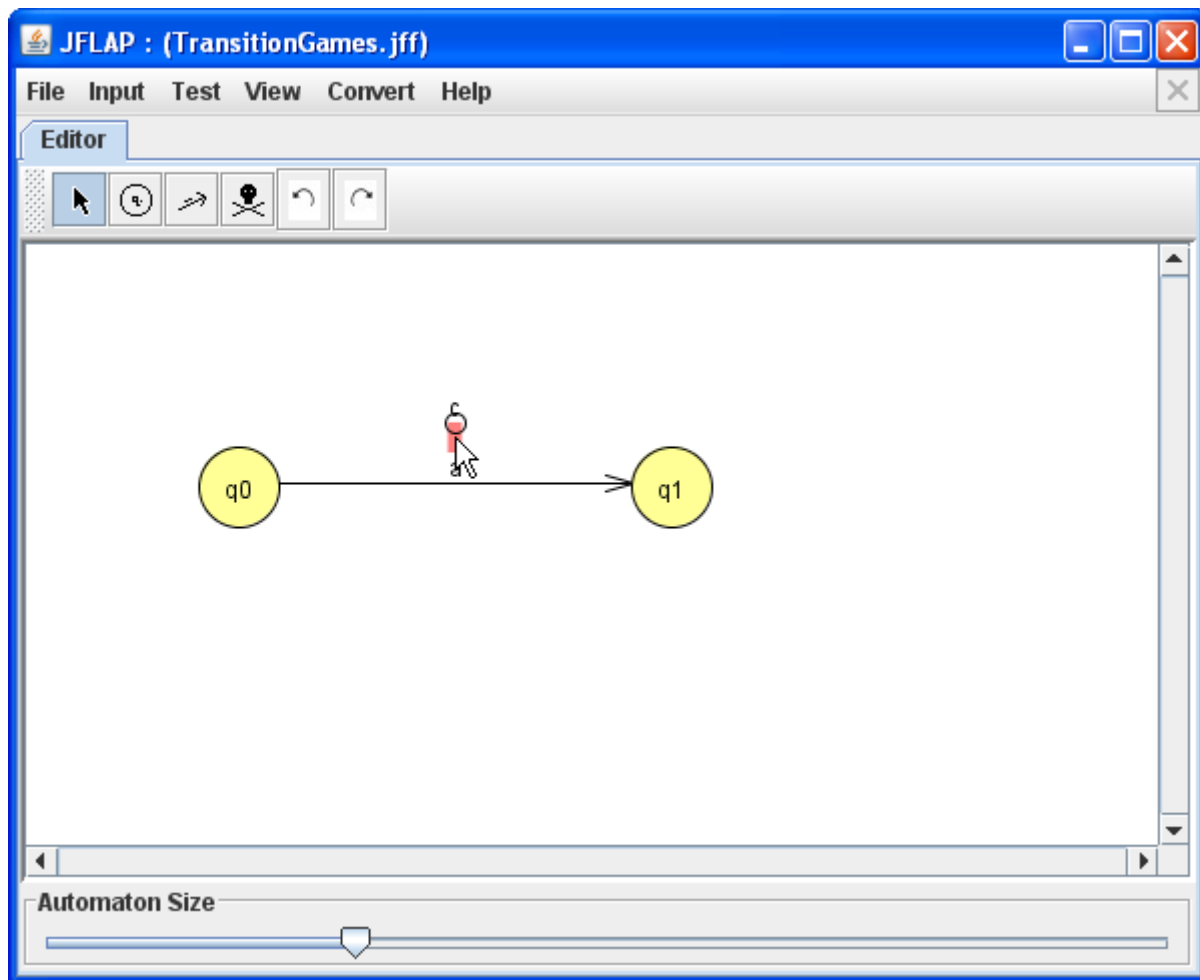 JFLAP : (TransitionGames.jff)
File Input Test View Convert Help
Editor
q
c
a
q0
q1
Automaton Size